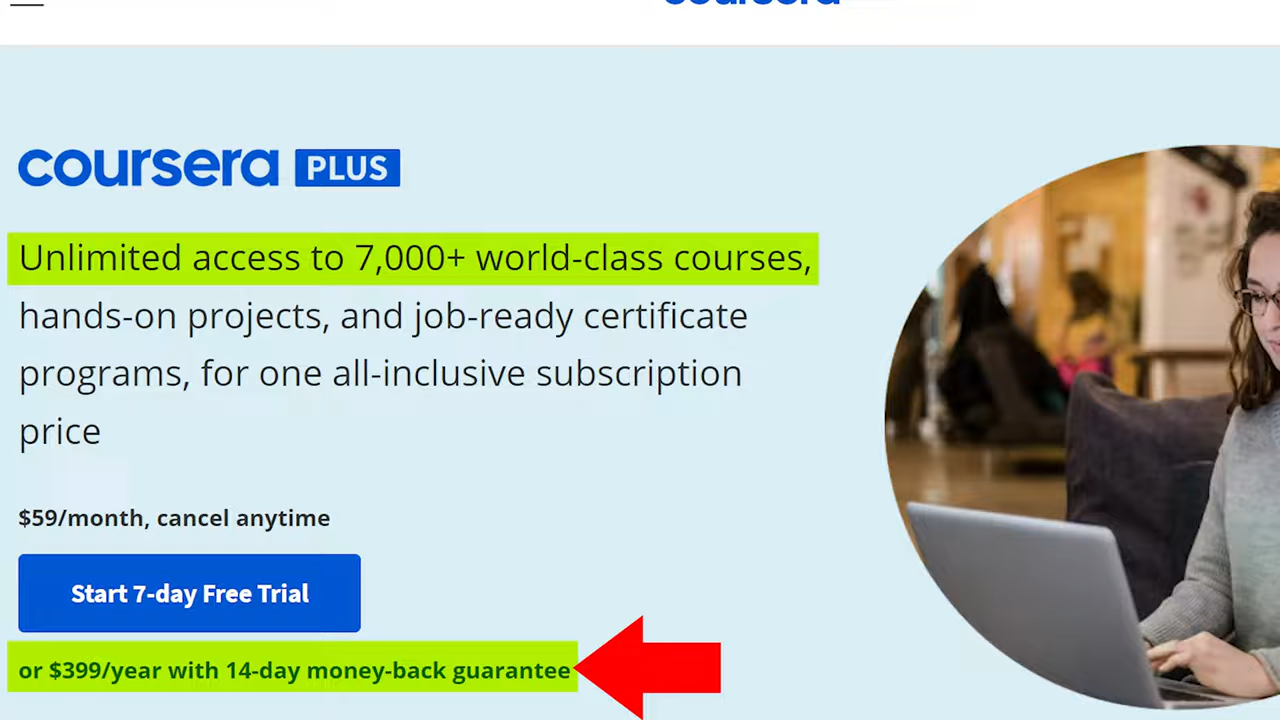 coursera
coursera PLUS
Unlimited access to 7,000+ world-class courses,
hands-on projects, and job-ready certificate
programs, for one all-inclusive subscription
price
$59/month, cancel anytime
Start 7-day Free Trial
or $399/year with 14-day money-back guarantee